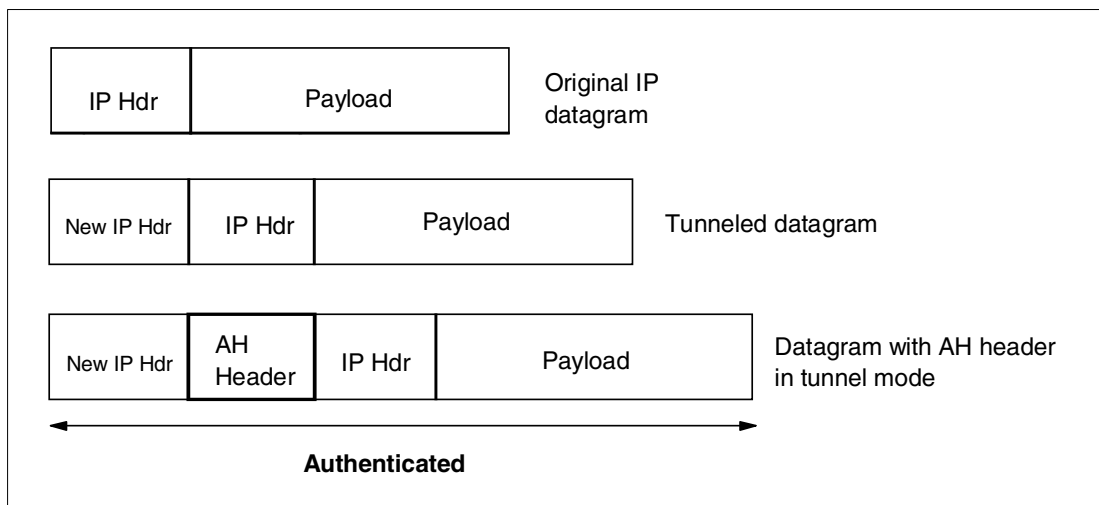 IP Hdr
Payload
Original IP
datagram
New IP Hdr
IP Hdr
Payload
Tunneled datagram
New IP Hdr
AH
Header
IP Hdr
Payload
Datagram with AH header
in tunnel mode
Authenticated